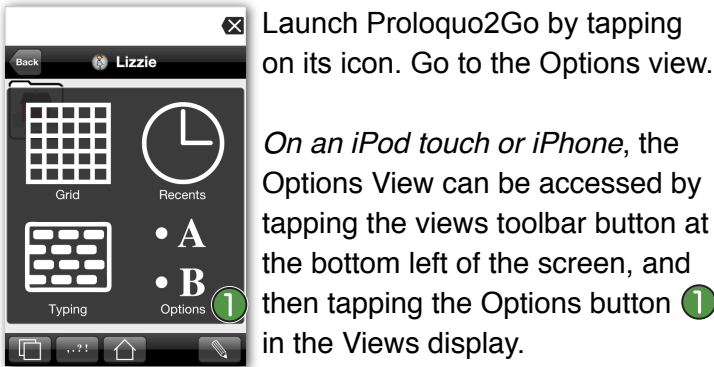 Back
Lizzie
Grid
Recents
• A
• B
Typing
Options
1
,.?!
Launch Proloquo2Go by tapping
on its icon. Go to the Options view.
On an iPod touch or iPhone, the
Options View can be accessed by
tapping the views toolbar button at
the bottom left of the screen, and
then tapping the Options button 1
in the Views display.